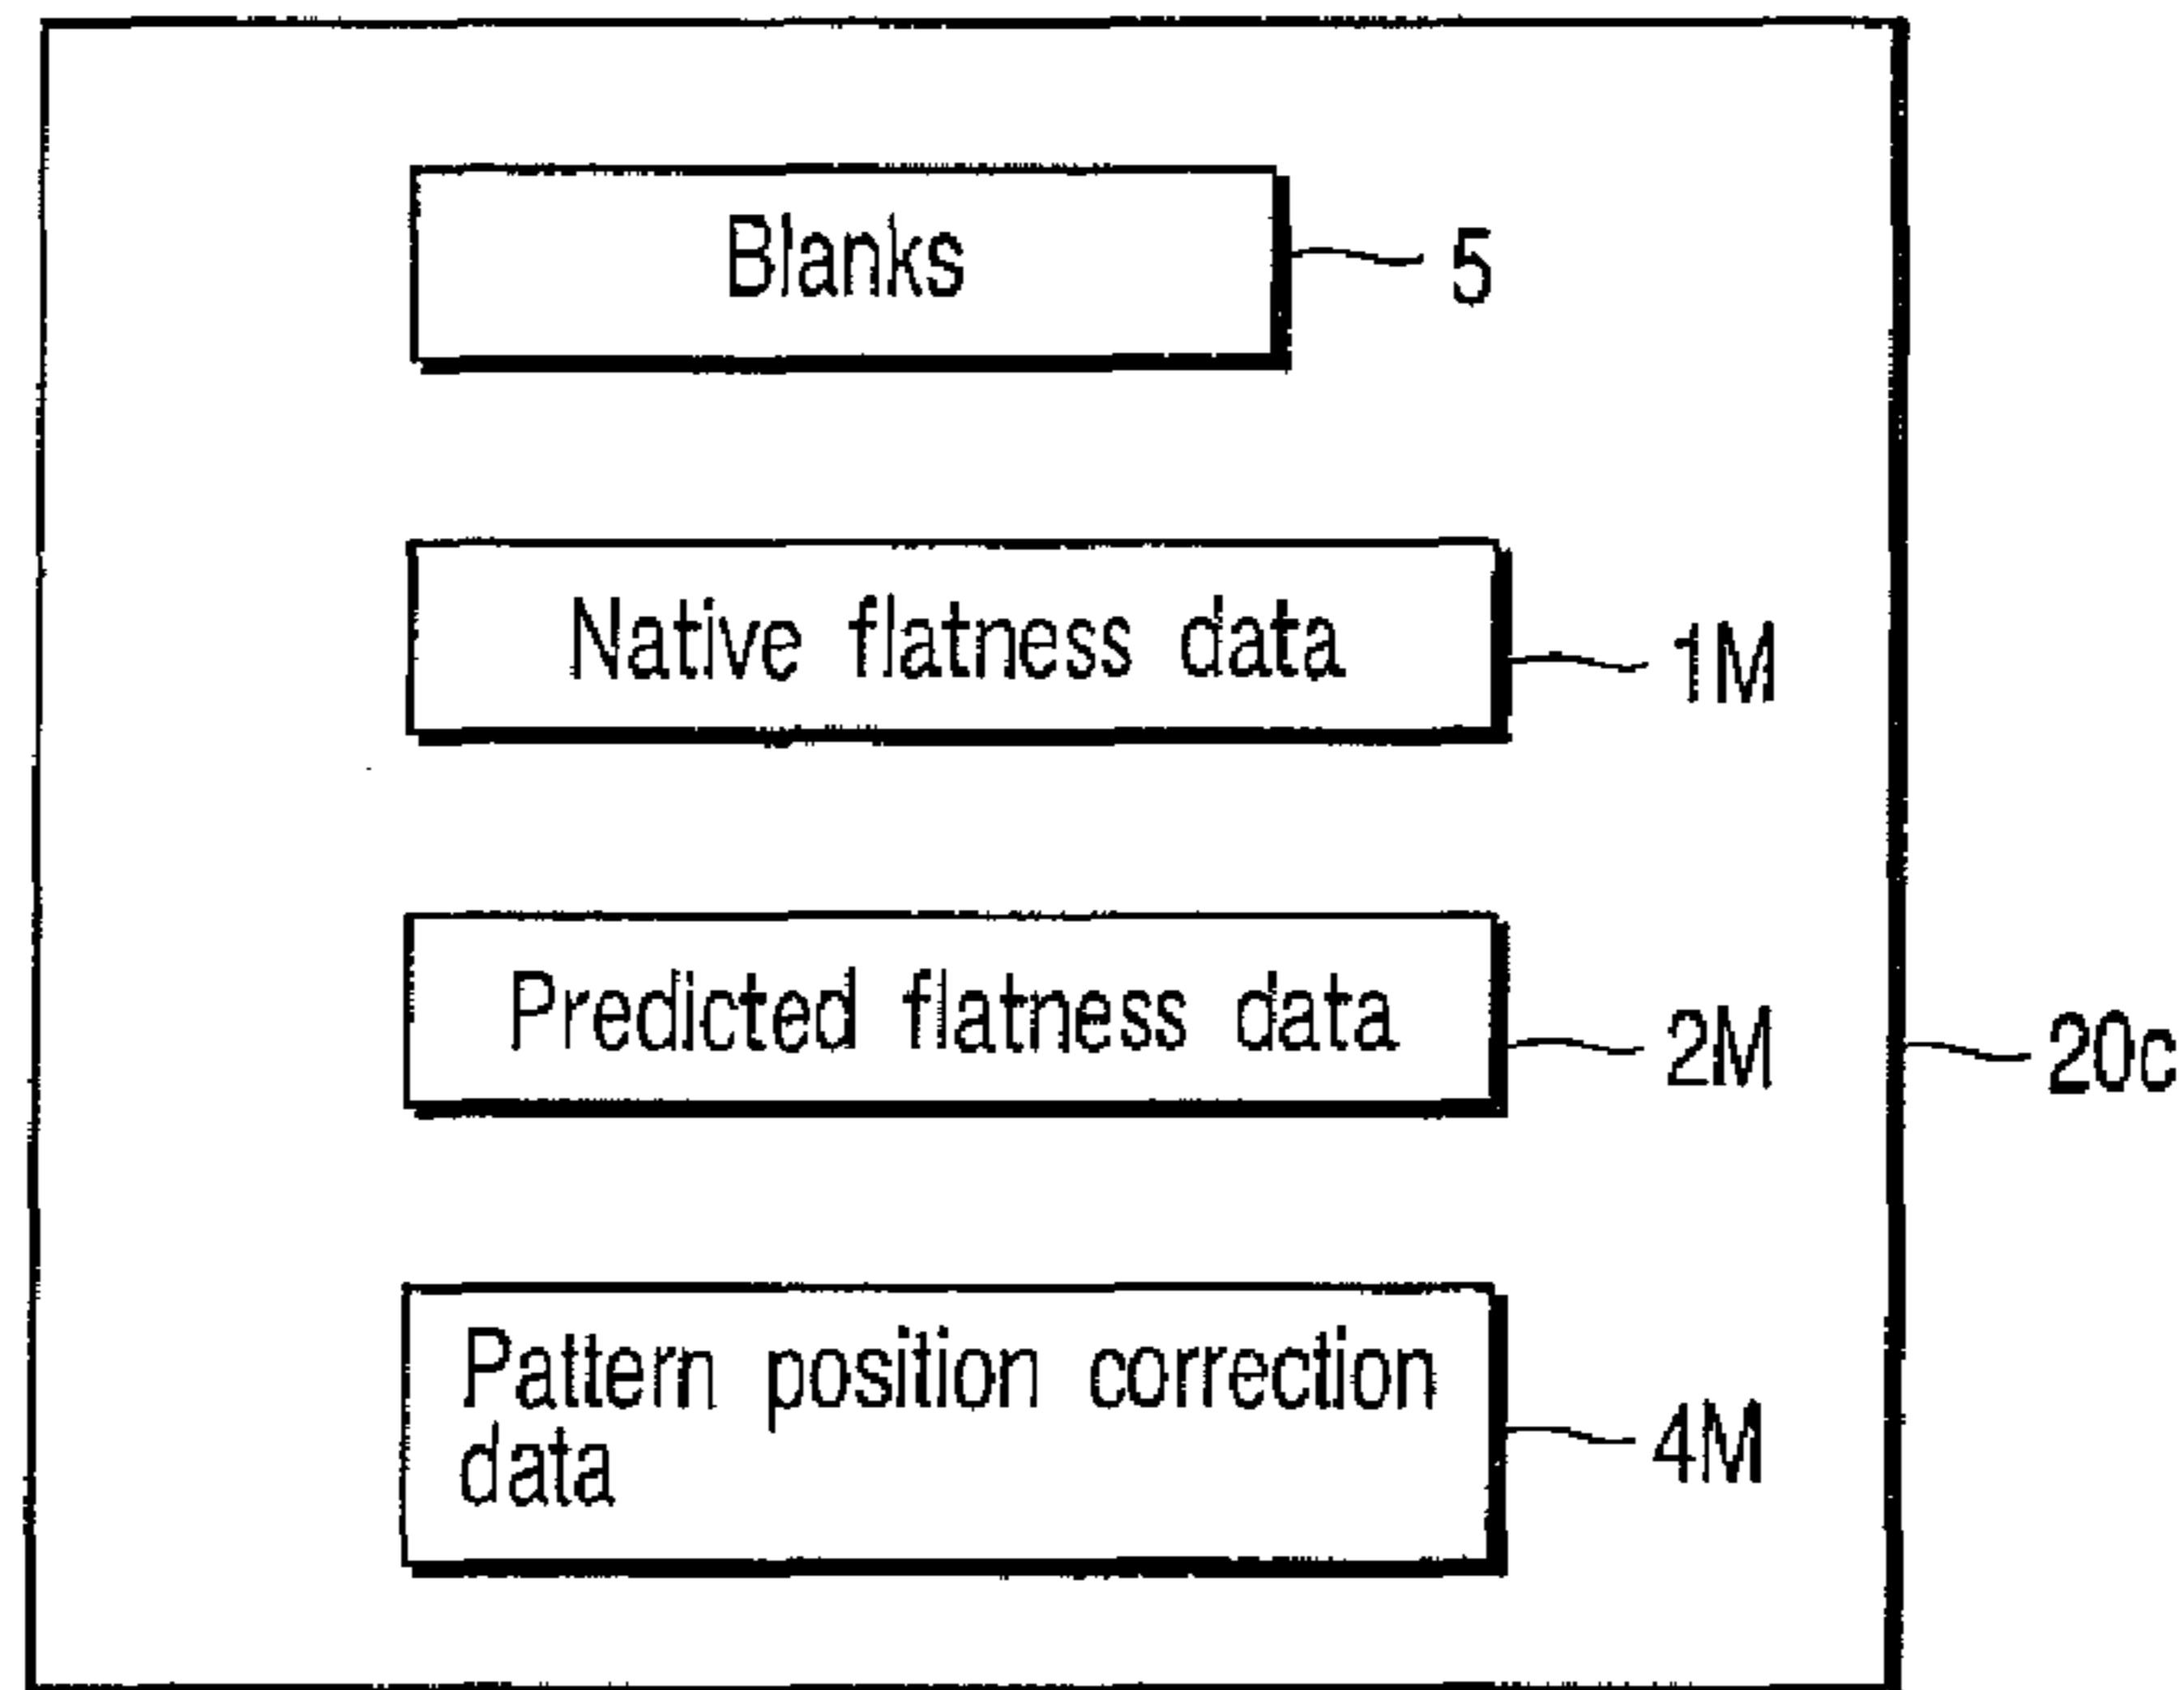 Blanks
5
Native flatness data
1M
Predicted flatness data
2M
20c
Pattern position correction
data
4M